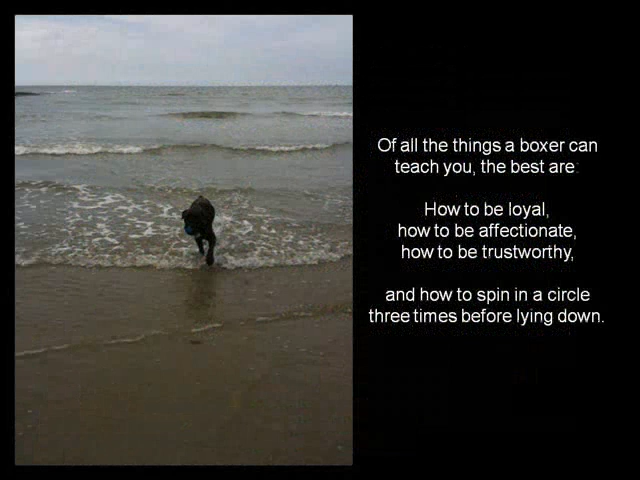 Of all the things a boxer can
teach you, the best are:
How to be loyal,
how to be affectionate,
how to be trustworthy,
and how to spin in a circle
three times before lying down.